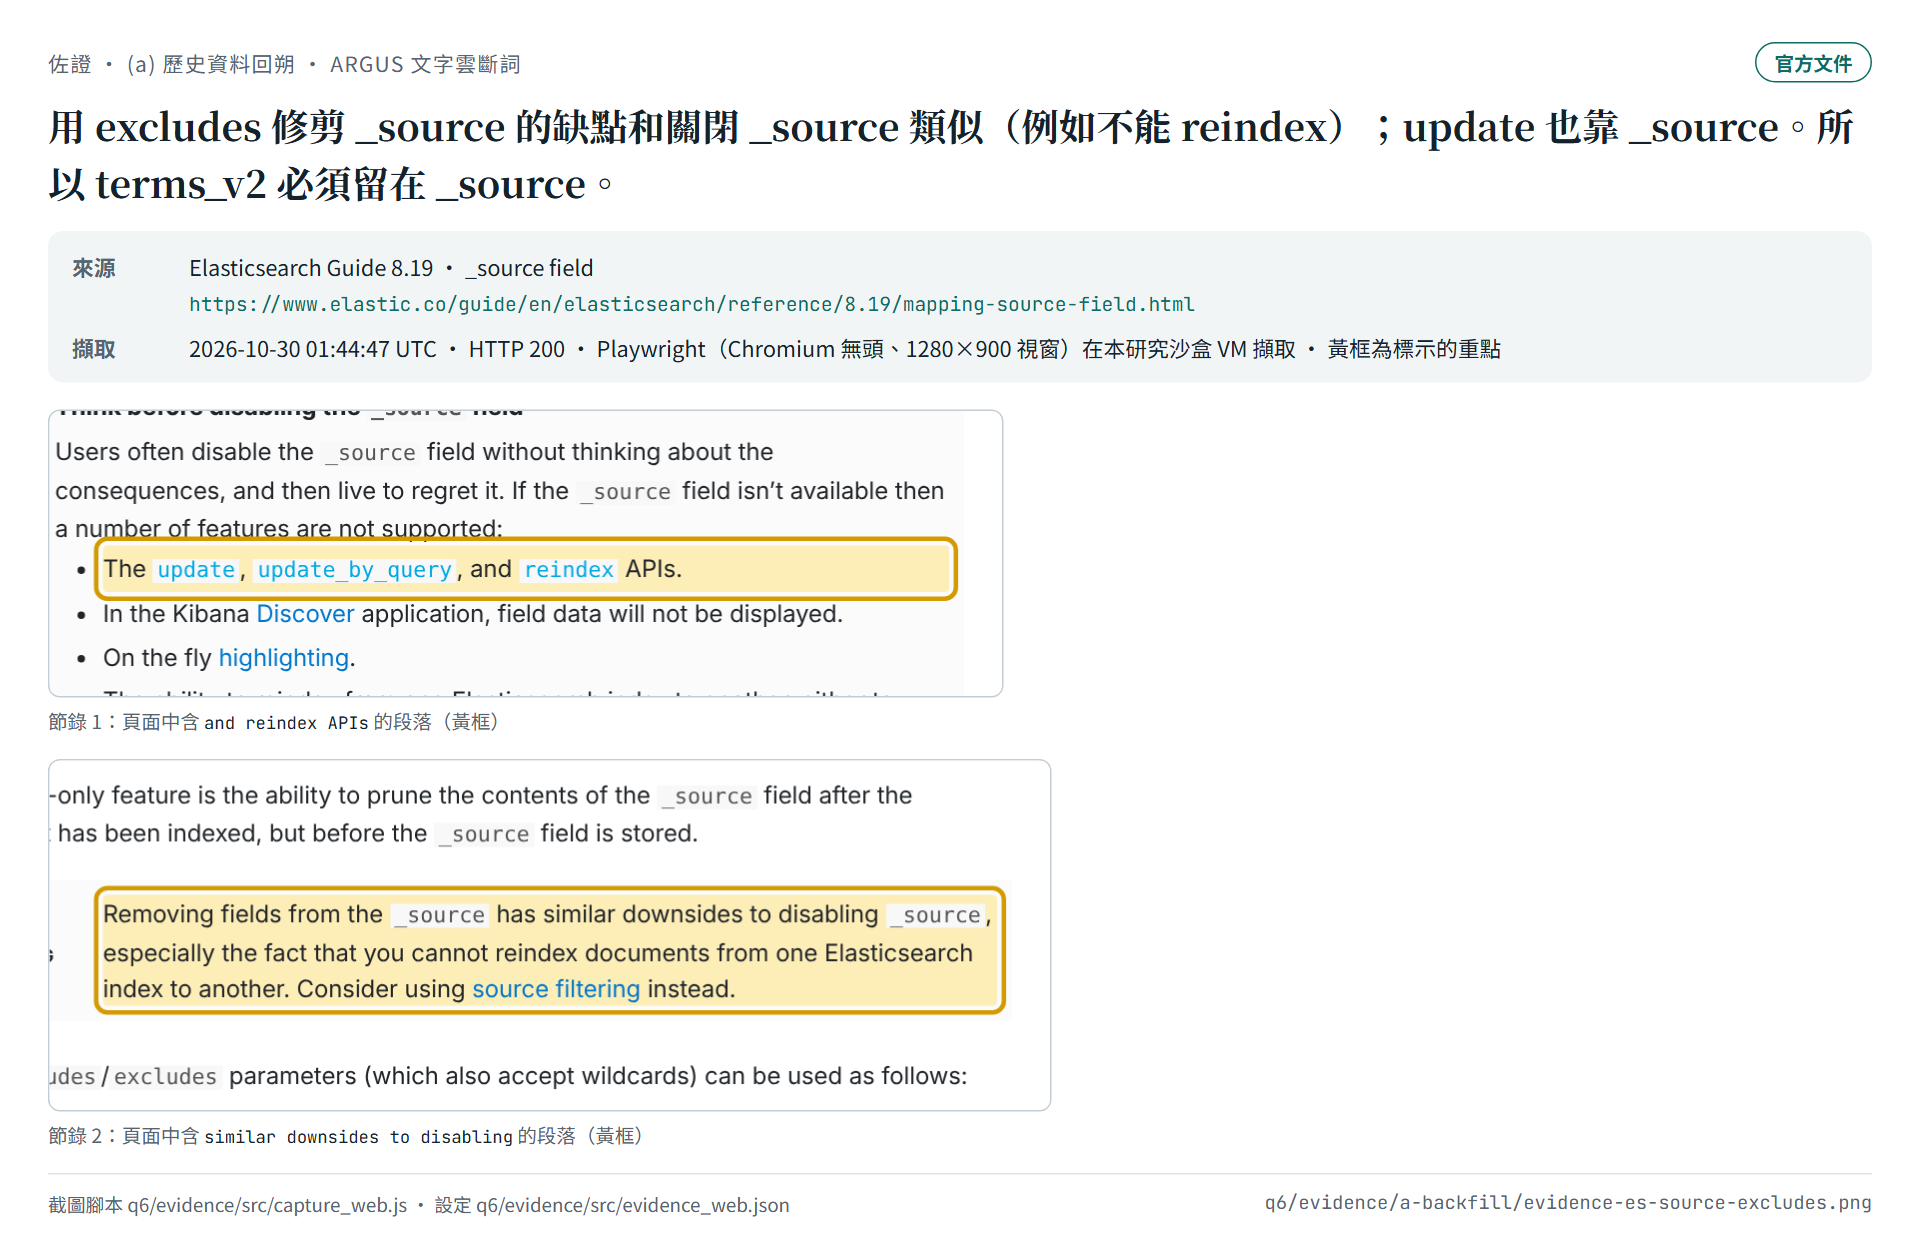 佐證 · (a) 歷史資料回朔 · ARGUS 文字雲斷詞
官方文件
用 excludes 修剪 _source 的缺點和關閉 _source 類似（例如不能 reindex）；update 也靠 _source。所
以 terms_v2 必須留在 _source。
來源 Elasticsearch Guide 8.19 · _source field
https://www.elastic.co/guide/en/elasticsearch/reference/8.19/mapping-source-field.html
擷取 2026-10-30 01:44:47 UTC · HTTP 200 · Playwright（Chromium 無頭、1280×900 視窗）在本研究沙盒 VM 擷取 · 黃框為標示的重點
Think before disabling the _source field
Users often disable the _source field without thinking about the
consequences, and then live to regret it. If the _source field isn’t available then
a number of features are not supported:
• The update, update_by_query, and reindex APIs.
• In the Kibana Discover application, field data will not be displayed.
• On the fly highlighting.
節錄 1：頁面中含 and reindex APIs 的段落（黃框）
-only feature is the ability to prune the contents of the _source field after the
has been indexed, but before the _source field is stored.
Removing fields from the _source has similar downsides to disabling _source,
especially the fact that you cannot reindex documents from one Elasticsearch
index to another. Consider using source filtering instead.
udes/excludes parameters (which also accept wildcards) can be used as follows:
節錄 2：頁面中含 similar downsides to disabling 的段落（黃框）
截圖腳本 q6/evidence/src/capture_web.js · 設定 q6/evidence/src/evidence_web.json
q6/evidence/a-backfill/evidence-es-source-excludes.png